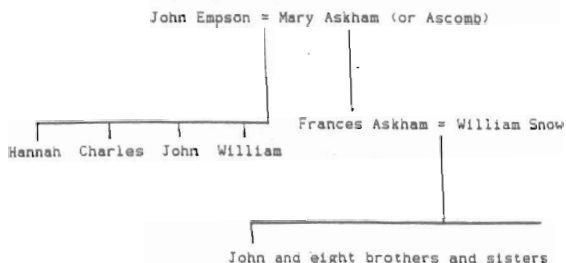 John Empson = Mary Askham (or Ascomb)
Frances Askham = William Snow
Hannah Charles John William
John and eight brothers and sisters